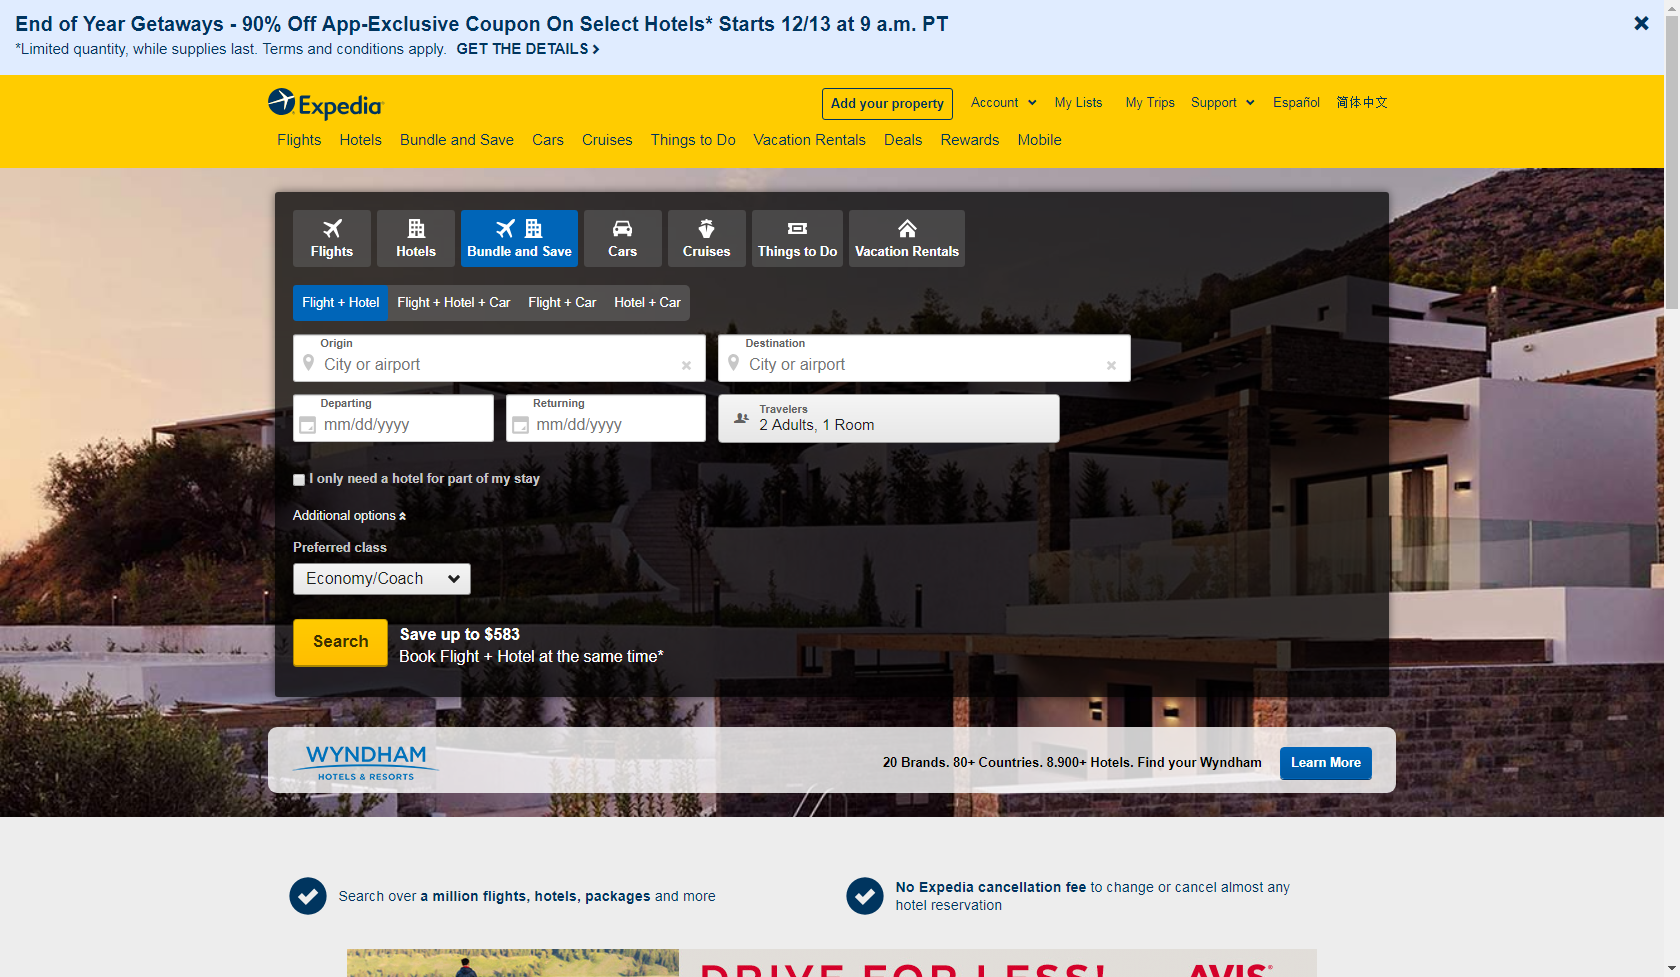 End of Year Getaways - 90% Off App-Exclusive Coupon On Select Hotels* Starts 12/13 at 9 a.m. PT
*Limited quantity, while supplies last. Terms and conditions apply. GET THE DETAILS
Expedia
Add your property Account My Lists My Trips Support Español 简体中文
Flights Hotels Bundle and Save Cars Cruises Things to Do Vacation Rentals Deals Rewards Mobile
Flights Hotels Bundle and Save Cars Cruises Things to Do Vacation Rentals
Flight + Hotel Flight + Hotel + Car Flight + Car Hotel + Car
Origin Destination
City or airport City or airport
Departing Returning Travelers
mm/dd/yyyy mm/dd/yyyy 2 Adults, 1 Room
I only need a hotel for part of my stay
Additional options
Preferred class
Economy/Coach
Search Save up to $583
Book Flight + Hotel at the same time*
WYNDHAM
HOTELS & RESORTS
20 Brands. 80+ Countries. 8.900+ Hotels. Find your Wyndham Learn More
Search over a million flights, hotels, packages and more
No Expedia cancellation fee to change or cancel almost any
hotel reservation
DRIVE FOR LESS! AVIS